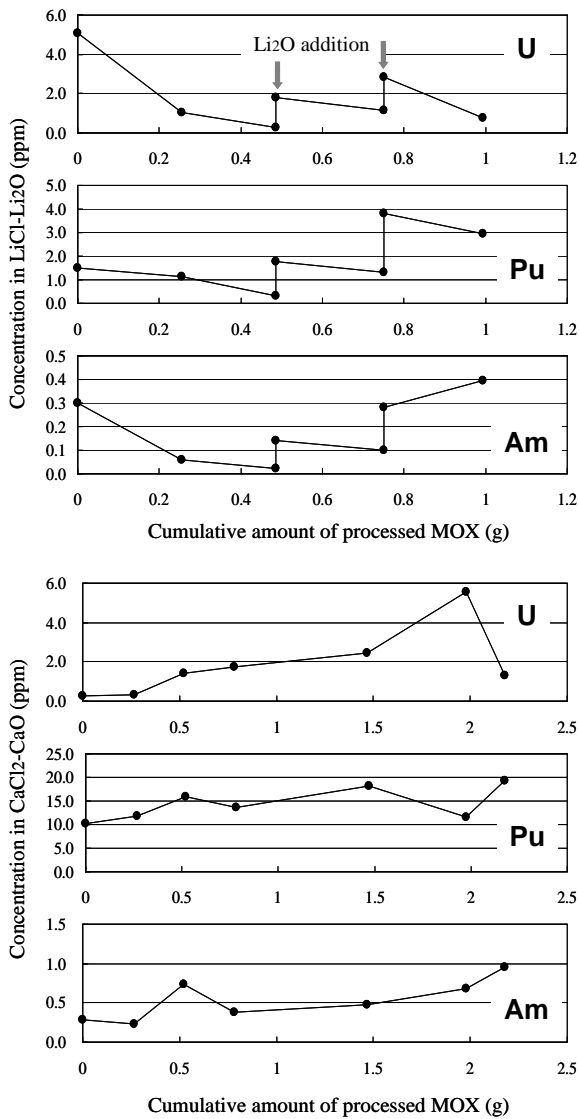 6.0
4.0
2.0
0.0
Li2O addition
U
0 0.2 0.4 0.6 0.8 1 1.2
5.0
4.0
3.0
2.0
1.0
0.0
Pu
0 0.2 0.4 0.6 0.8 1 1.2
0.5
0.4
0.3
0.2
0.1
0.0
Am
0 0.2 0.4 0.6 0.8 1 1.2
Concentration in LiCl-Li2O (ppm)
Cumulative amount of processed MOX (g)
6.0
4.0
2.0
0.0
U
0 0.5 1 1.5 2 2.5
25.0
20.0
15.0
10.0
5.0
0.0
Pu
0 0.5 1 1.5 2 2.5
1.5
1.0
0.5
0.0
Am
0 0.5 1 1.5 2 2.5
Concentration in CaCl2-CaO (ppm)
Cumulative amount of processed MOX (g)